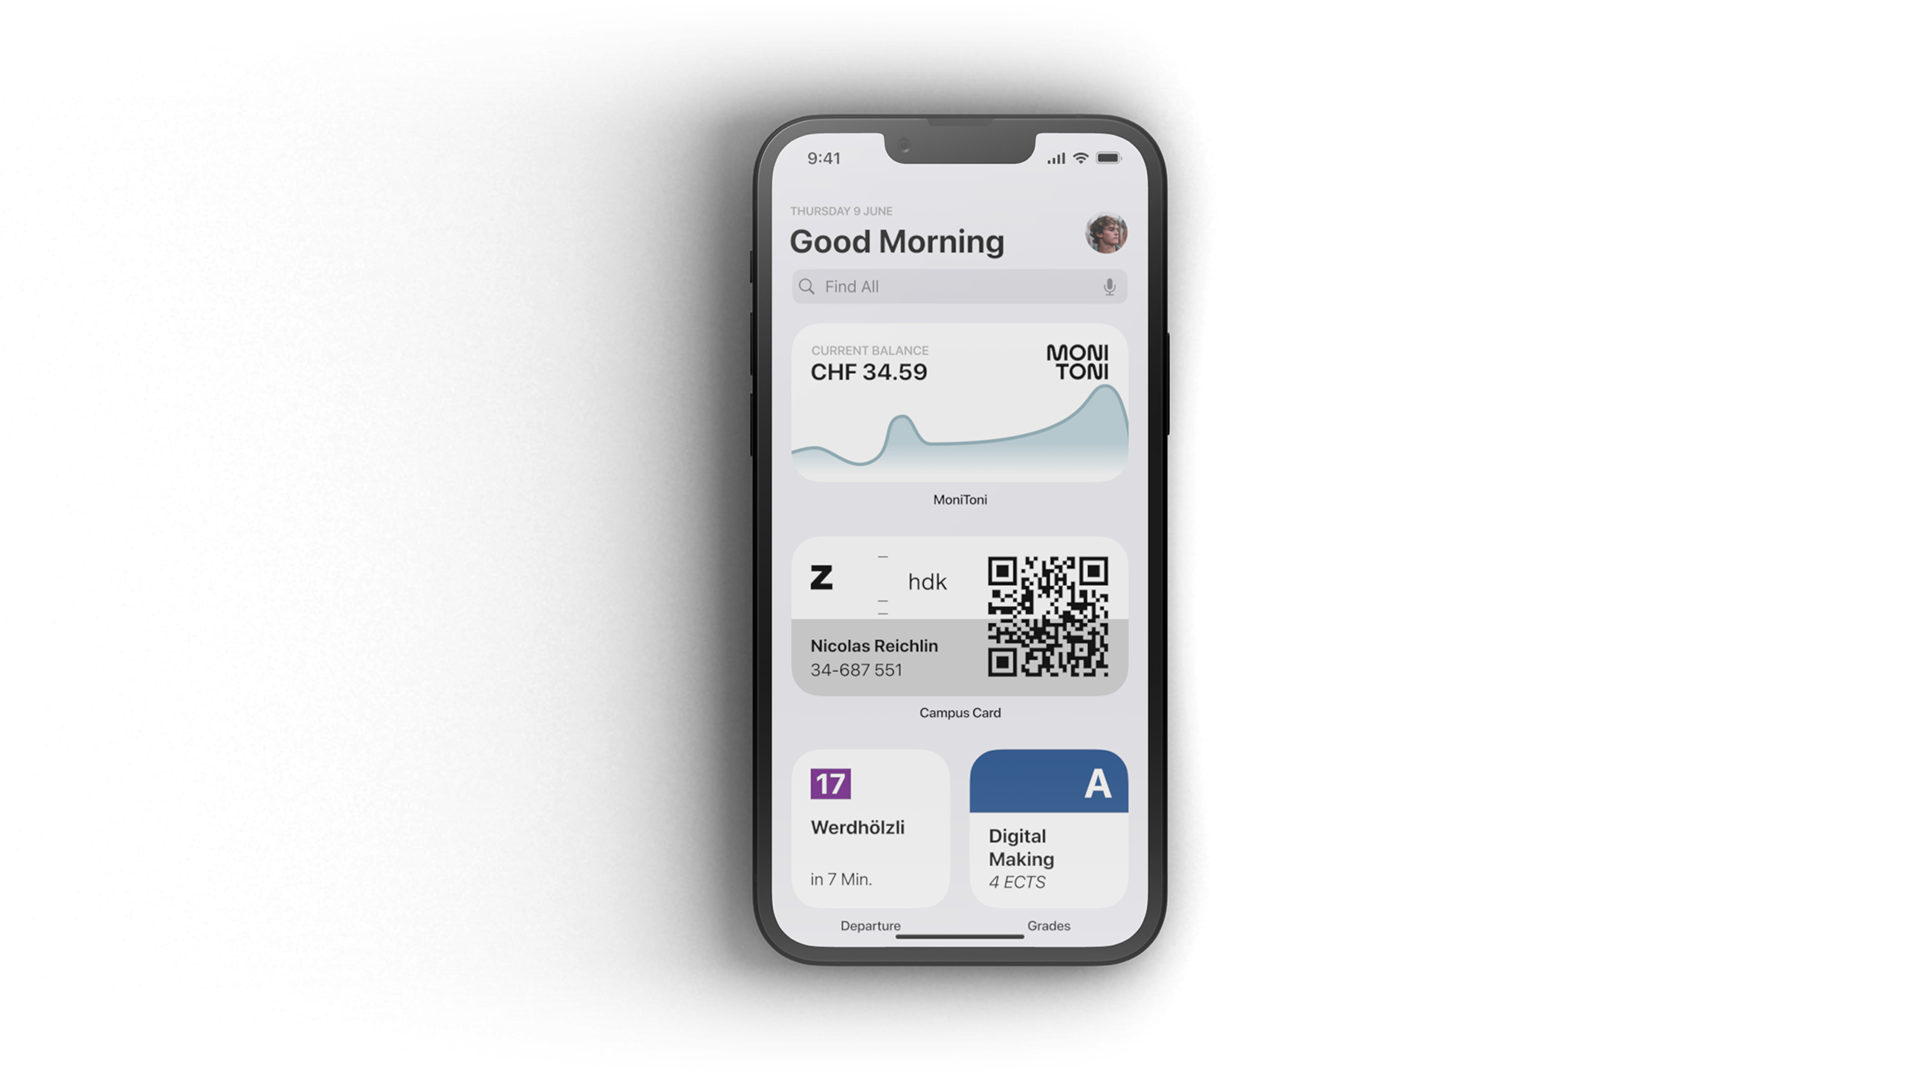 9:41
THURSDAY 9 JUNE
Good Morning
Find All
CURRENT BALANCE
CHF 34.59
MONI
TONI
MoniToni
Z
hdk
Nicolas Reichlin
34-687 551
Campus Card
17
Werdhölzli
in 7 Min.
A
Digital
Making
4 ECTS
Departure
Grades